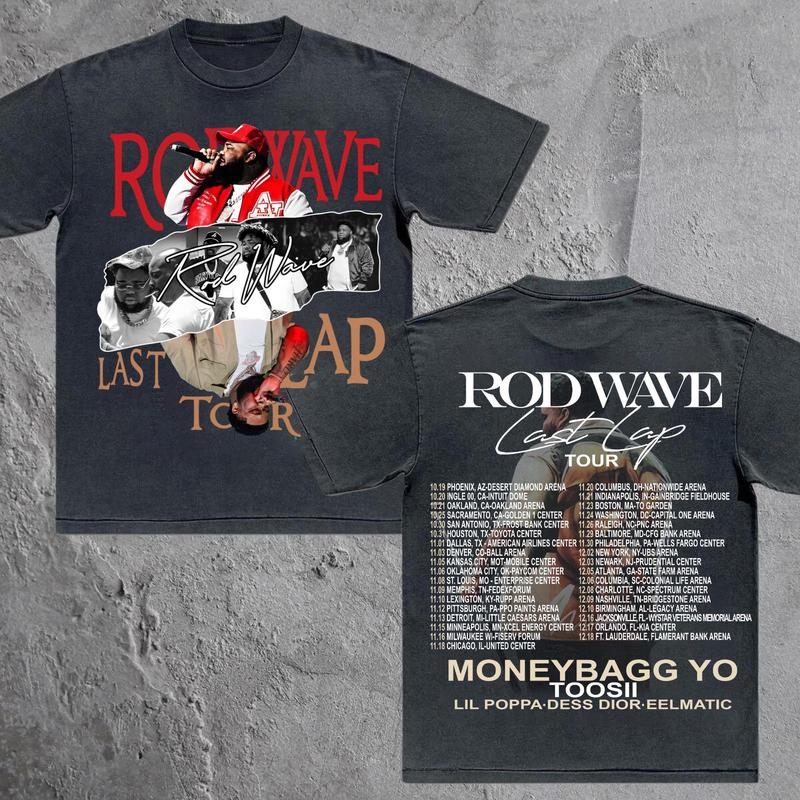 ROD WAVE
Rod Wave
LAST LAP
TOUR
ROD WAVE
Last Lap
TOUR
10.19 PHOENIX, AZ-DESERT DIAMOND ARENA
10.20 INGLE 00, CA-INTUIT DOME
10.21 OAKLAND, CA-OAKLAND ARENA
10.25 SACRAMENTO, CA-GOLDEN 1 CENTER
10.30 SAN ANTONIO, TX-FROST BANK CENTER
10.31 HOUSTON, TX-TOYOTA CENTER
11.01 DALLAS, TX - AMERICAN AIRLINES CENTER
11.03 DENVER, CO-BALL ARENA
11.05 KANSAS CITY, MOT-MOBILE CENTER
11.06 OKLAHOMA CITY, OK-PAYCOM CENTER
11.08 ST. LOUIS, MO - ENTERPRISE CENTER
11.09 MEMPHIS, TN-FEDEXFORUM
11.10 LEXINGTON, KY-RUPP ARENA
11.12 PITTSBURGH, PA-PPO PAINTS ARENA
11.13 DETROIT, MI-LITTLE CAESARS ARENA
11.15 MINNEAPOLIS, MN-XCEL ENERGY CENTER
11.16 MILWAUKEE WI-FISERV FORUM
11.18 CHICAGO, IL-UNITED CENTER
11.20 COLUMBUS, OH-NATIONWIDE ARENA
11.21 INDIANAPOLIS, IN-GAINBRIDGE FIELDHOUSE
11.23 BOSTON, MA-TO GARDEN
11.24 WASHINGTON, DC-CAPITAL ONE ARENA
11.26 RALEIGH, NC-PNC ARENA
11.29 BALTIMORE, MD-CFG BANK ARENA
11.30 PHILADELPHIA, PA-WELLS FARGO CENTER
12.02 NEW YORK, NY-UBS ARENA
12.03 NEWARK, NJ-PRUDENTIAL CENTER
12.05 ATLANTA, GA-STATE FARM ARENA
12.06 COLUMBIA, SC-COLONIAL LIFE ARENA
12.08 CHARLOTTE, NC-SPECTRUM CENTER
12.09 NASHVILLE, TN-BRIDGESTONE ARENA
12.10 BIRMINGHAM, AL-LEGACY ARENA
12.16 JACKSONVILLE, FL - WYSTAR VETERANS MEMORIAL ARENA
12.17 ORLANDO, FL-KIA CENTER
12.18 FT. LAUDERDALE, FLAMERANT BANK ARENA
MONEYBAGG YO
TOOSII
LIL POPPA·DESS DIOR·EELMATIC